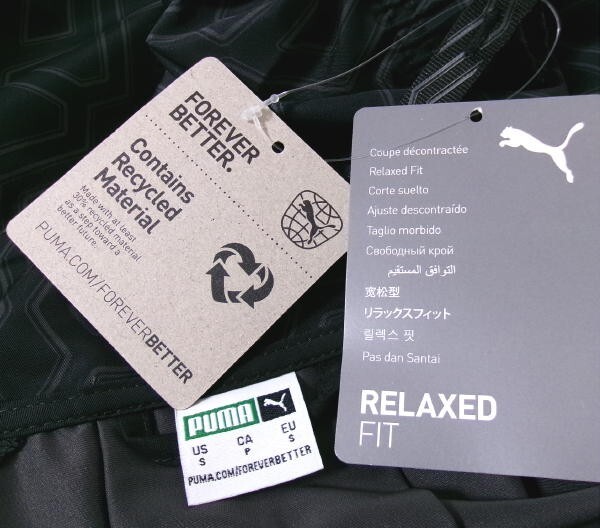 FOREVER
BETTER.
Contains
Recycled
Material
Made with at least
30% recycled material
as a step toward a
better future.
PUMA.COM/FOREVERBETTER
PUMA
US CA EU
S P S
PUMA.COM/FOREVERBETTER
Coupe décontractée
Relaxed Fit
Corte suelto
Ajuste descontraído
Taglio morbido
Свободный крой
التوافق المستقيم
宽松型
リラックスフィット
릴렉스 핏
Pas dan Santai
RELAXED
FIT